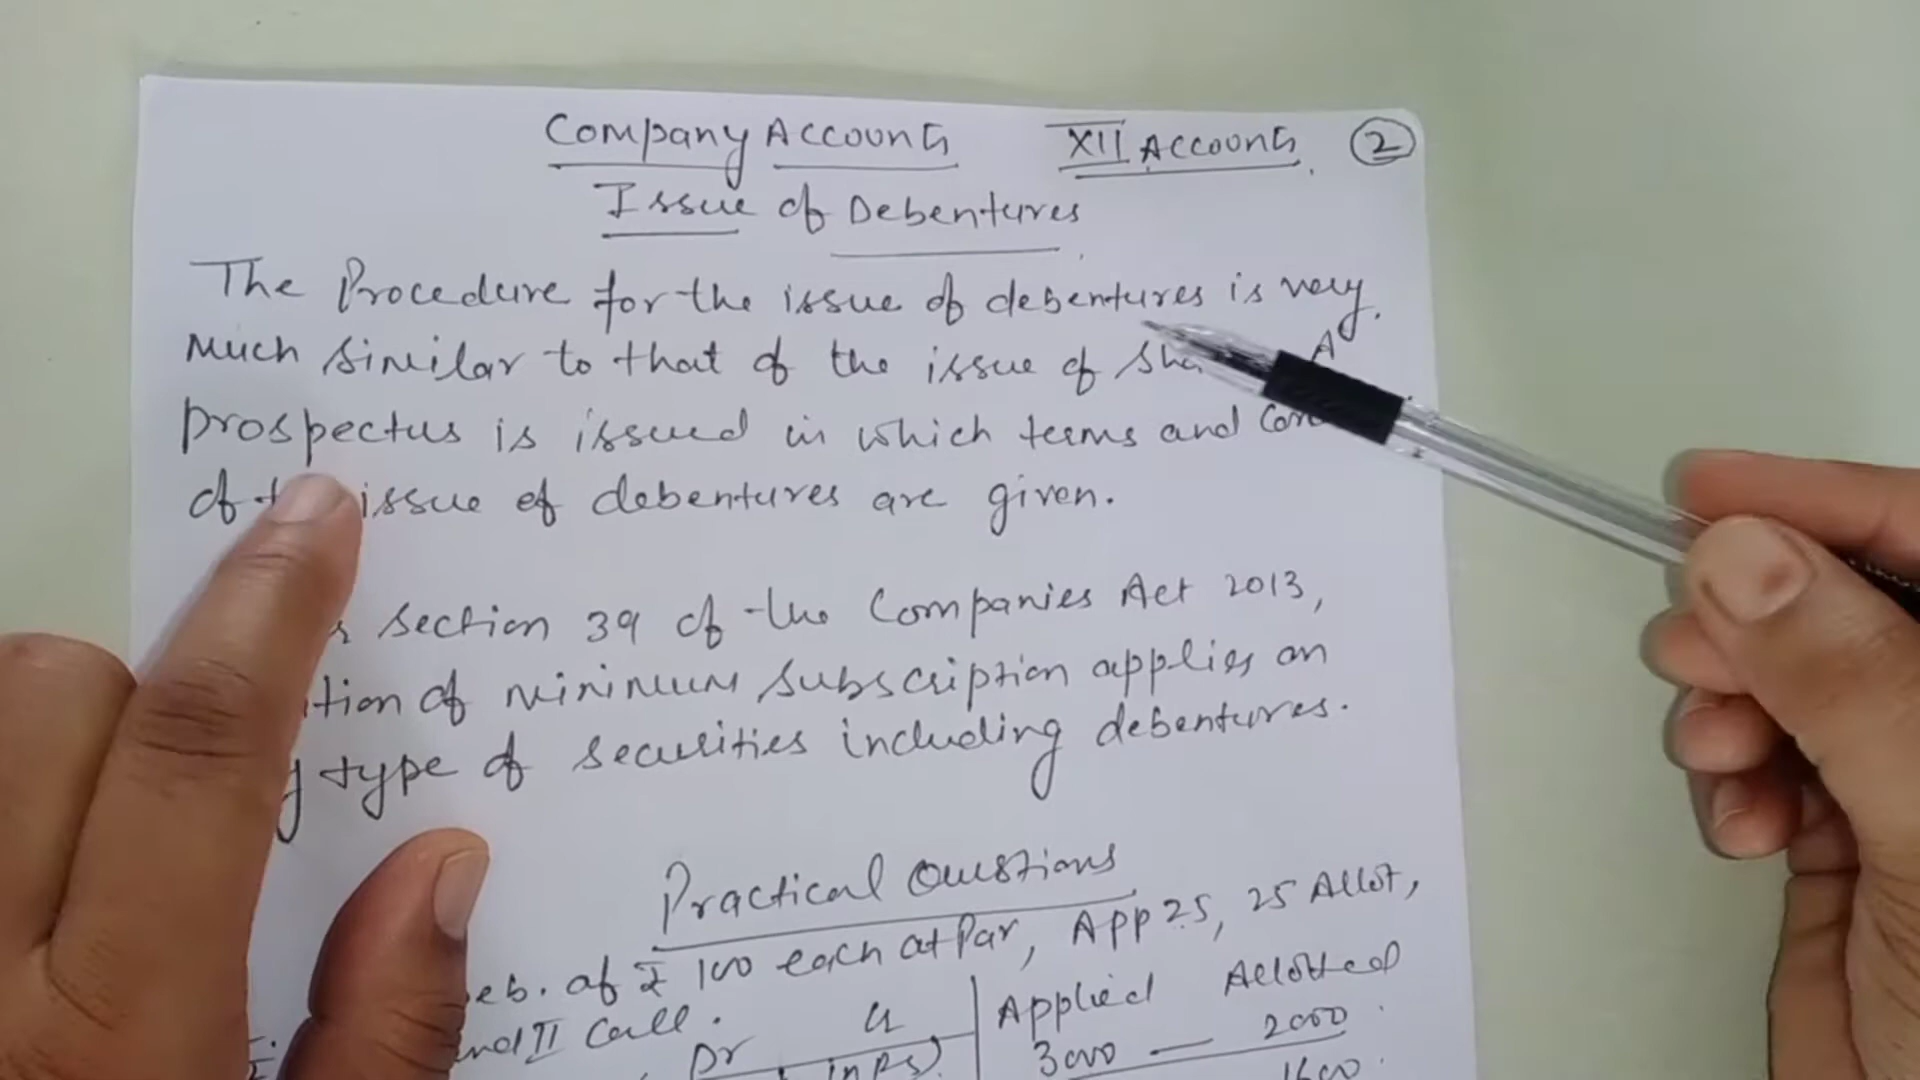 Company Accounts XII Accounts 2
Issue of Debentures
The Procedure for the issue of debentures is very
much similar to that of the issue of A
prospectus is issued in which terms and
of issue of debentures are given.
section 39 of the Companies Act 2013,
of minimum subscription applies on
type of securities including debentures.
Practical Questions
of ₹ 100 each at Par, App 25, 25 Allot,
II Call.
Applied Allotted
Dr Cr
3000 — 2000